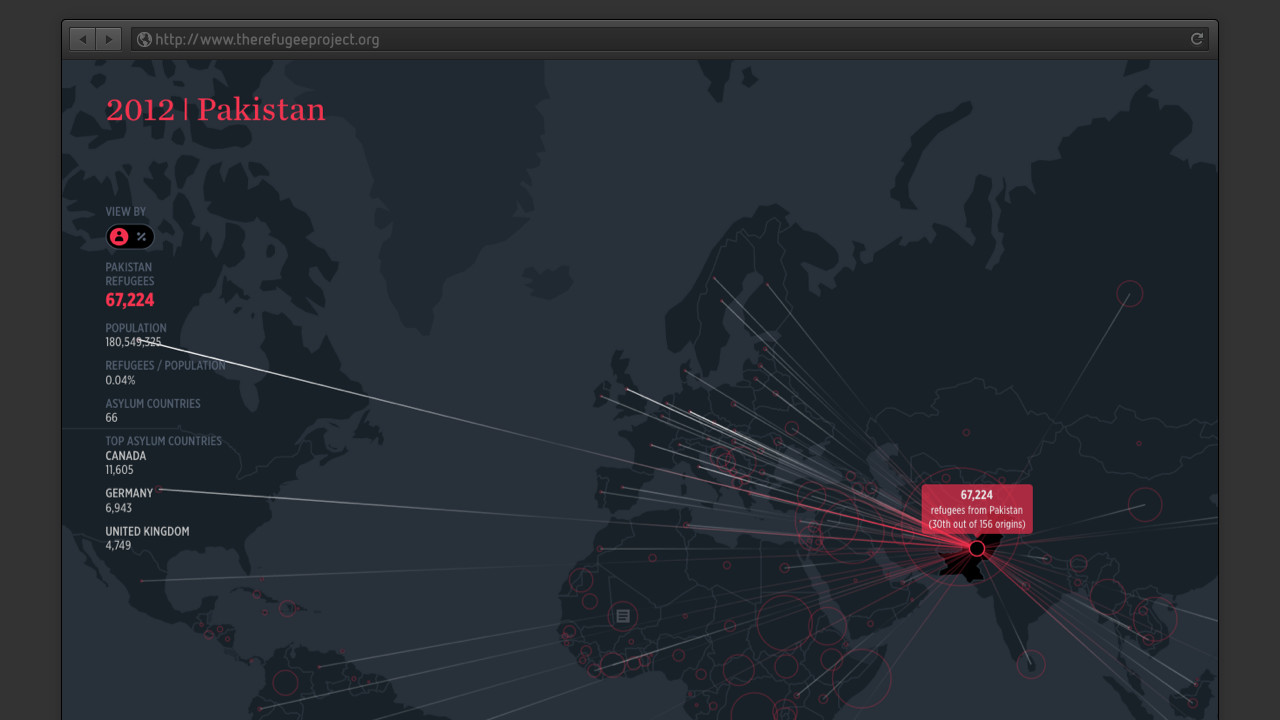 http://www.therefugeeproject.org
2012 | Pakistan
VIEW BY
%
PAKISTAN
REFUGEES
67,224
POPULATION
180,549,325
REFUGEES / POPULATION
0.04%
ASYLUM COUNTRIES
66
TOP ASYLUM COUNTRIES
CANADA
11,605
GERMANY
6,943
UNITED KINGDOM
4,749
67,224
refugees from Pakistan
(30th out of 156 origins)